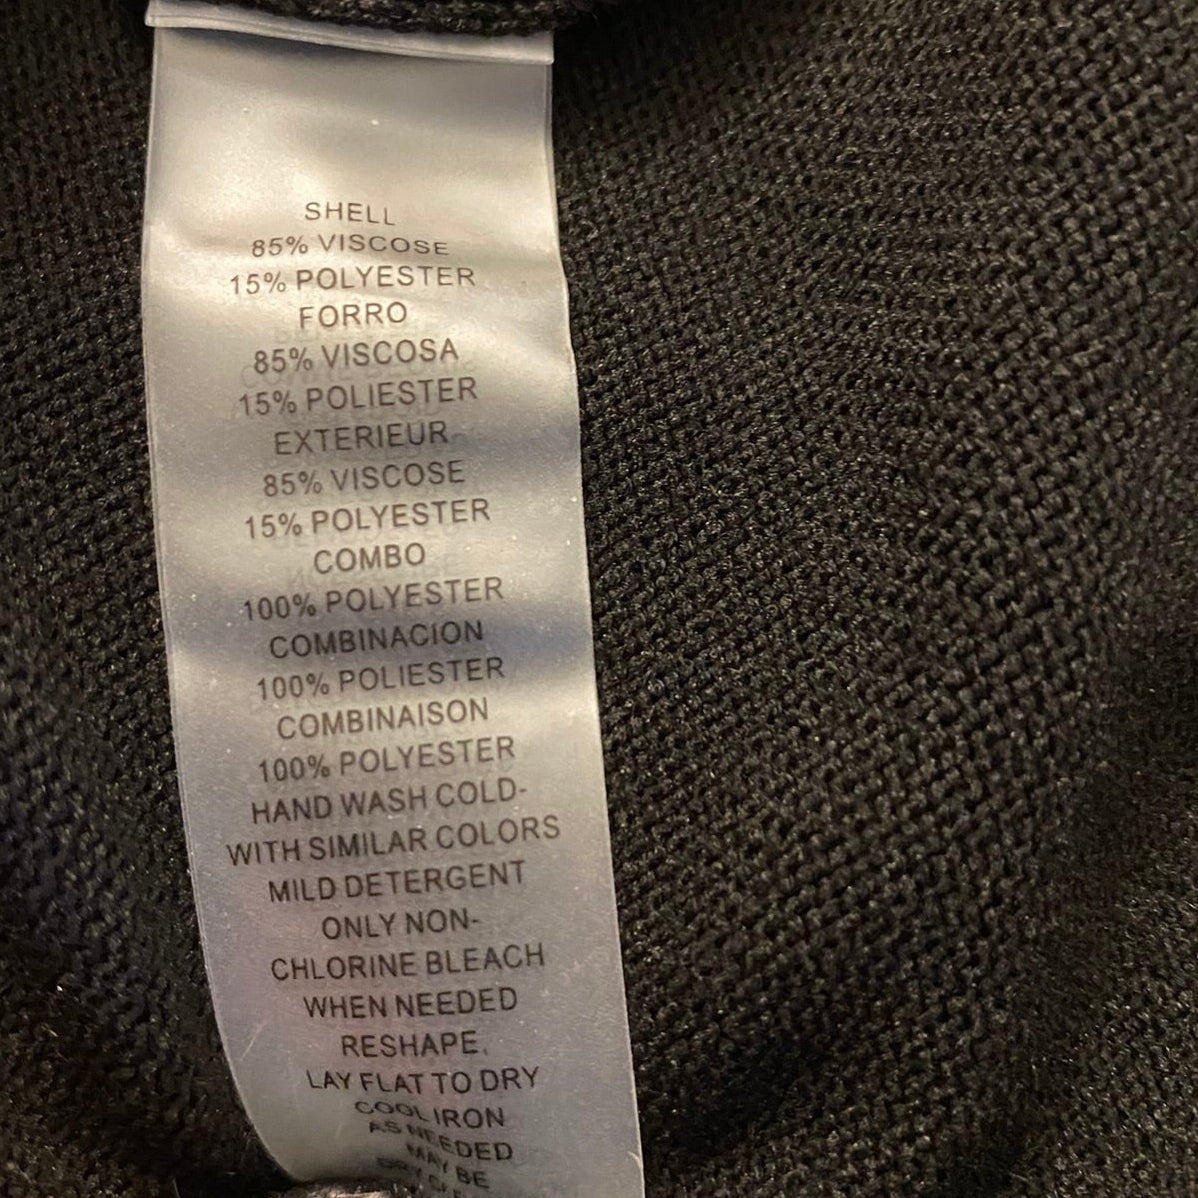 SHELL
85% VISCOSE
15% POLYESTER
FORRO
85% VISCOSA
15% POLIESTER
EXTERIEUR
85% VISCOSE
15% POLYESTER
COMBO
100% POLYESTER
COMBINACION
100% POLIESTER
COMBINAISON
100% POLYESTER
HAND WASH COLD-
WITH SIMILAR COLORS
MILD DETERGENT
ONLY NON-
CHLORINE BLEACH
WHEN NEEDED
RESHAPE,
LAY FLAT TO DRY
COOL IRON
AS NEEDED
MAY BE
DRY